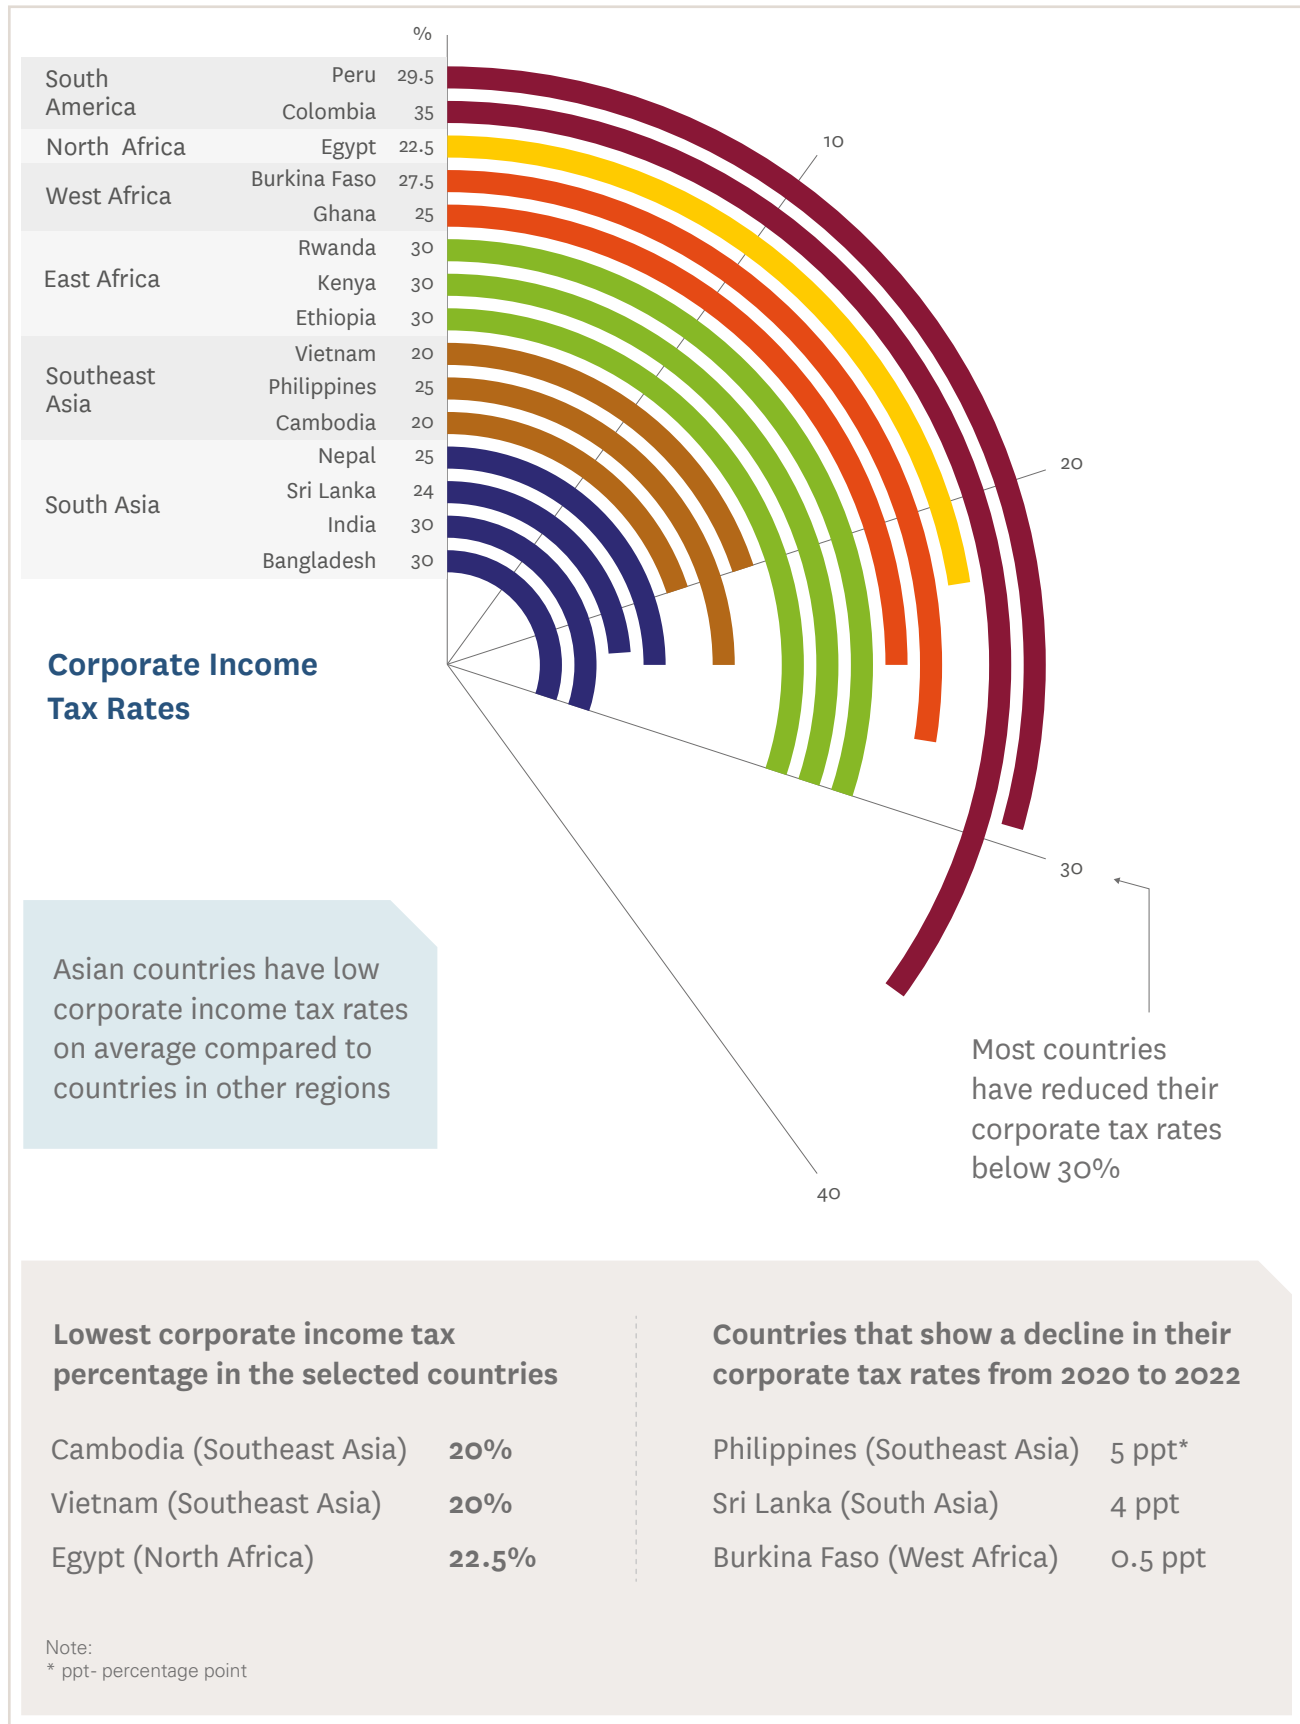 %
South
America
Peru 29.5
Colombia 35
North Africa Egypt 22.5
West Africa
Burkina Faso 27.5
Ghana 25
East Africa
Rwanda 30
Kenya 30
Ethiopia 30
Southeast
Asia
Vietnam 20
Philippines 25
Cambodia 20
South Asia
Nepal 25
Sri Lanka 24
India 30
Bangladesh 30
10
20
30
40
Corporate Income
Tax Rates
Asian countries have low
corporate income tax rates
on average compared to
countries in other regions
Most countries
have reduced their
corporate tax rates
below 30%
Lowest corporate income tax
percentage in the selected countries
Cambodia (Southeast Asia) 20%
Vietnam (Southeast Asia) 20%
Egypt (North Africa) 22.5%
Countries that show a decline in their
corporate tax rates from 2020 to 2022
Philippines (Southeast Asia) 5 ppt*
Sri Lanka (South Asia) 4 ppt
Burkina Faso (West Africa) 0.5 ppt
Note:
* ppt- percentage point